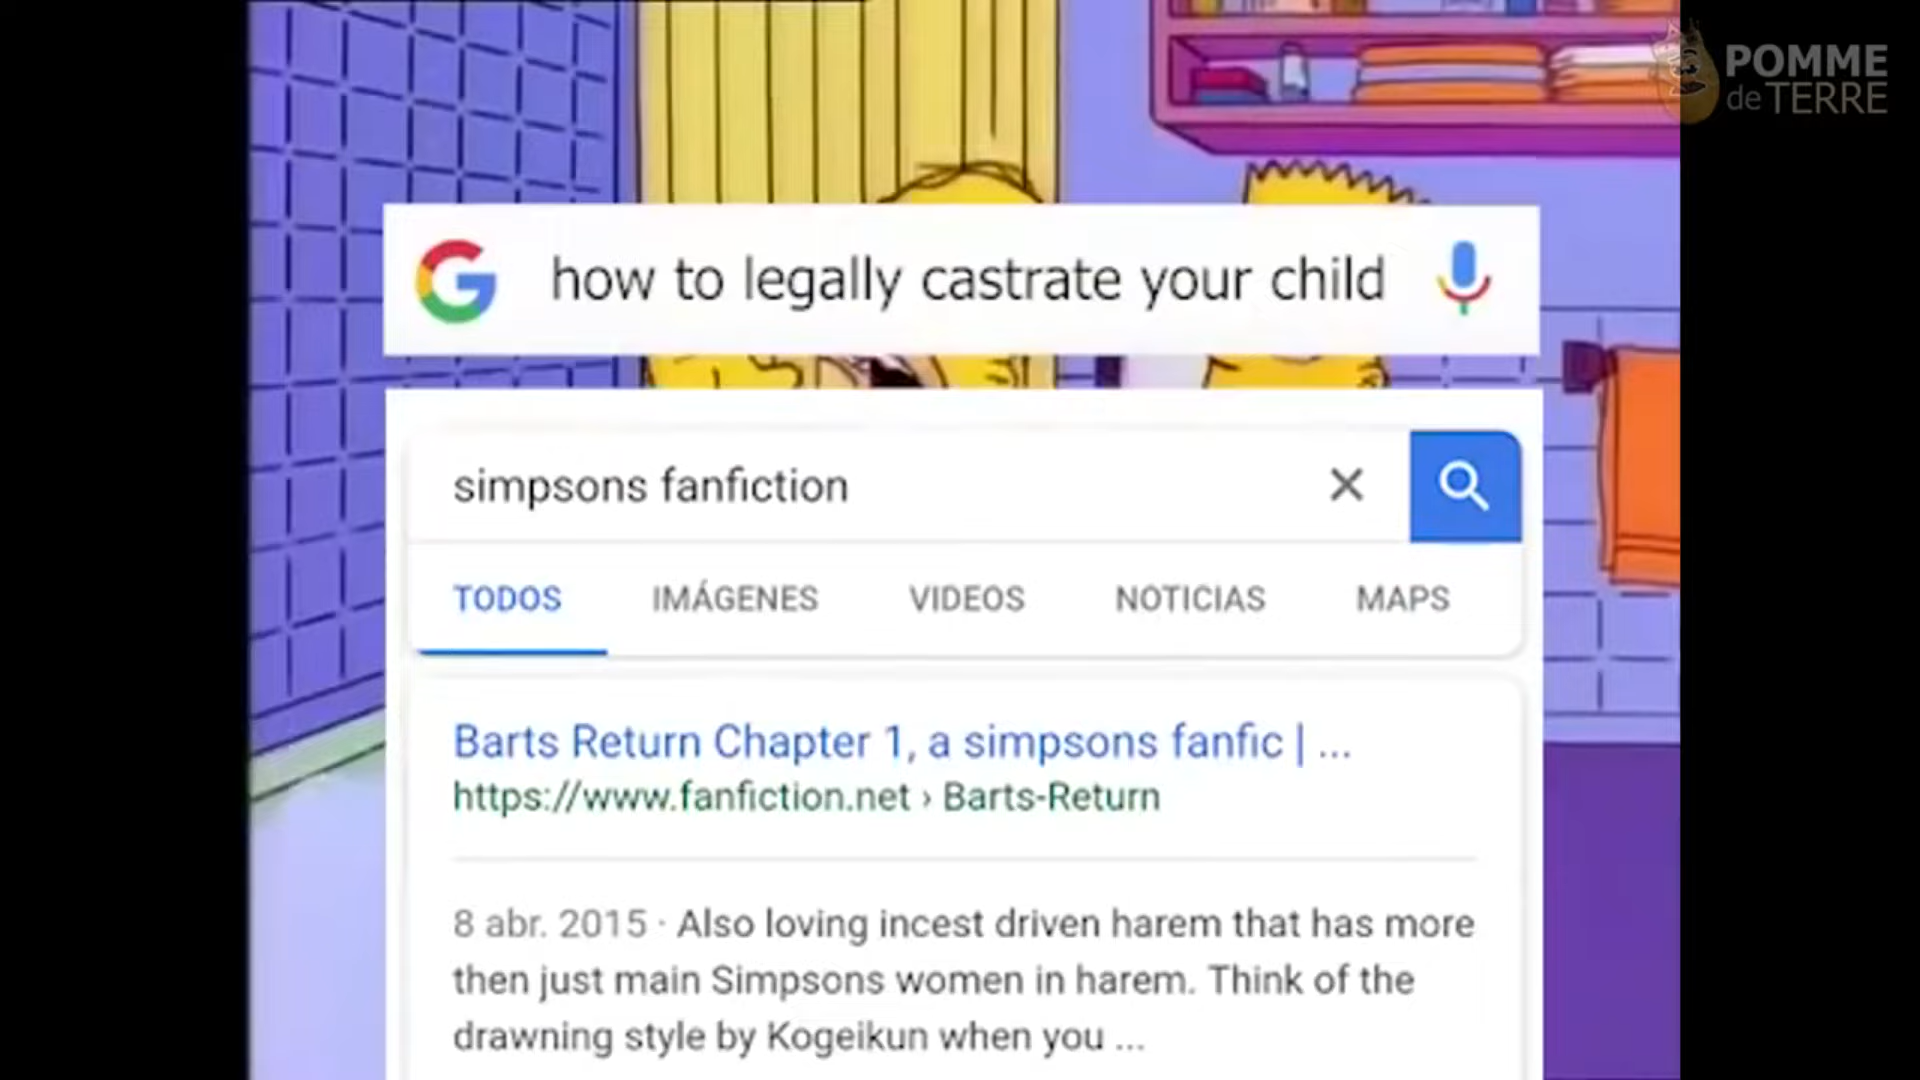 POMME
de TERRE
how to legally castrate your child
simpsons fanfiction
TODOS IMÁGENES VIDEOS NOTICIAS MAPS
Barts Return Chapter 1, a simpsons fanfic | ...
https://www.fanfiction.net › Barts-Return
8 abr. 2015 · Also loving incest driven harem that has more
then just main Simpsons women in harem. Think of the
drawning style by Kogeikun when you ...